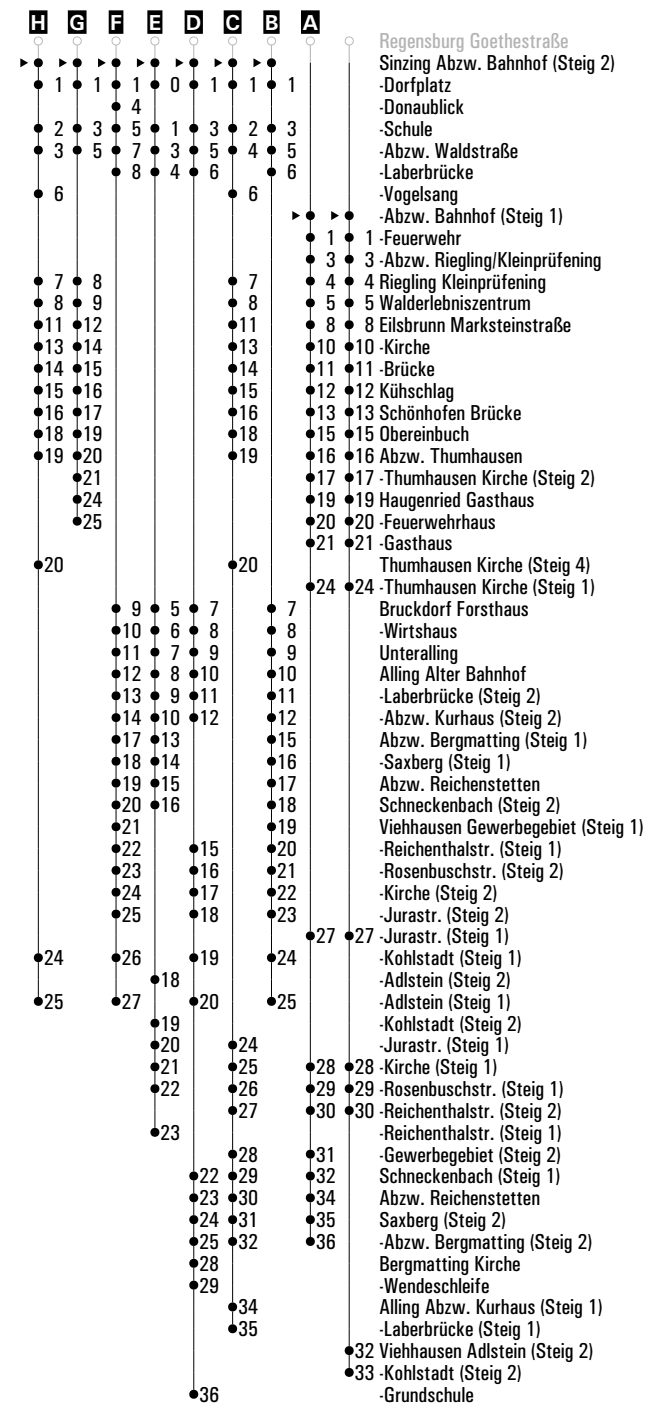 H G F E D C B A
Regensburg Goethestraße
Sinzing Abzw. Bahnhof (Steig 2)
1 1 1 0 1 1 1 -Dorfplatz
4 -Donaublick
2 3 5 1 3 2 3 -Schule
3 5 7 3 5 4 5 -Abzw. Waldstraße
8 4 6 6 -Laberbrücke
6 6 -Vogelsang
-Abzw. Bahnhof (Steig 1)
1 1 -Feuerwehr
3 3 -Abzw. Riegling/Kleinprüfening
7 8 7 4 4 Riegling Kleinprüfening
8 9 8 5 5 Walderlebniszentrum
11 12 11 8 8 Eilsbrunn Marksteinstraße
13 14 13 10 10 -Kirche
14 15 14 11 11 -Brücke
15 16 15 12 12 Kühschlag
16 17 16 13 13 Schönhofen Brücke
18 19 18 15 15 Obereinbuch
19 20 19 16 16 Abzw. Thumhausen
21 17 17 -Thumhausen Kirche (Steig 2)
24 19 19 Haugenried Gasthaus
25 20 20 -Feuerwehrhaus
21 21 -Gasthaus
20 20 Thumhausen Kirche (Steig 4)
24 24 -Thumhausen Kirche (Steig 1)
9 5 7 7 Bruckdorf Forsthaus
10 6 8 8 -Wirtshaus
11 7 9 9 Unteralling
12 8 10 10 Alling Alter Bahnhof
13 9 11 11 -Laberbrücke (Steig 2)
14 10 12 12 -Abzw. Kurhaus (Steig 2)
17 13 15 Abzw. Bergmatting (Steig 1)
18 14 16 -Saxberg (Steig 1)
19 15 17 Abzw. Reichenstetten
20 16 18 Schneckenbach (Steig 2)
21 19 Viehhausen Gewerbegebiet (Steig 1)
22 15 20 -Reichenthalstr. (Steig 1)
23 16 21 -Rosenbuschstr. (Steig 2)
24 17 22 -Kirche (Steig 2)
25 18 23 -Jurastr. (Steig 2)
27 27 -Jurastr. (Steig 1)
24 26 19 24 -Kohlstadt (Steig 1)
18 -Adlstein (Steig 2)
25 27 20 25 -Adlstein (Steig 1)
19 -Kohlstadt (Steig 2)
20 24 -Jurastr. (Steig 1)
21 25 28 28 -Kirche (Steig 1)
22 26 29 29 -Rosenbuschstr. (Steig 1)
27 30 30 -Reichenthalstr. (Steig 2)
23 -Reichenthalstr. (Steig 1)
28 31 -Gewerbegebiet (Steig 2)
22 29 32 Schneckenbach (Steig 1)
23 30 34 Abzw. Reichenstetten
24 31 35 Saxberg (Steig 2)
25 32 36 -Abzw. Bergmatting (Steig 2)
28 Bergmatting Kirche
29 -Wendeschleife
34 Alling Abzw. Kurhaus (Steig 1)
35 -Laberbrücke (Steig 1)
32 Viehhausen Adlstein (Steig 2)
33 -Kohlstadt (Steig 2)
36 -Grundschule